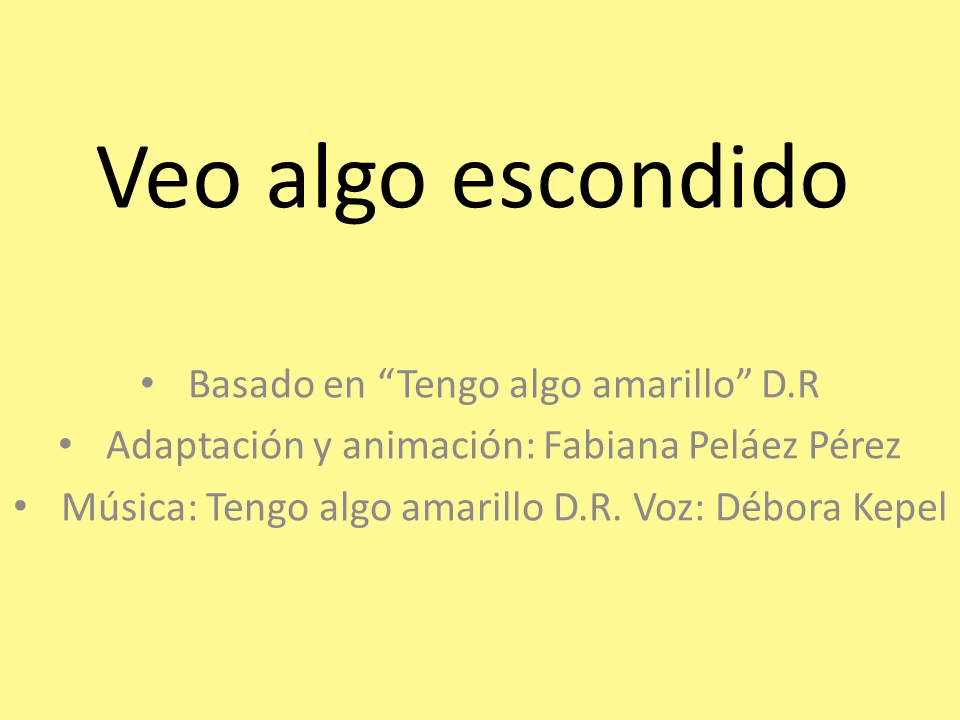 Veo algo escondido
• Basado en “Tengo algo amarillo” D.R
• Adaptación y animación: Fabiana Peláez Pérez
• Música: Tengo algo amarillo D.R. Voz: Débora Kepel